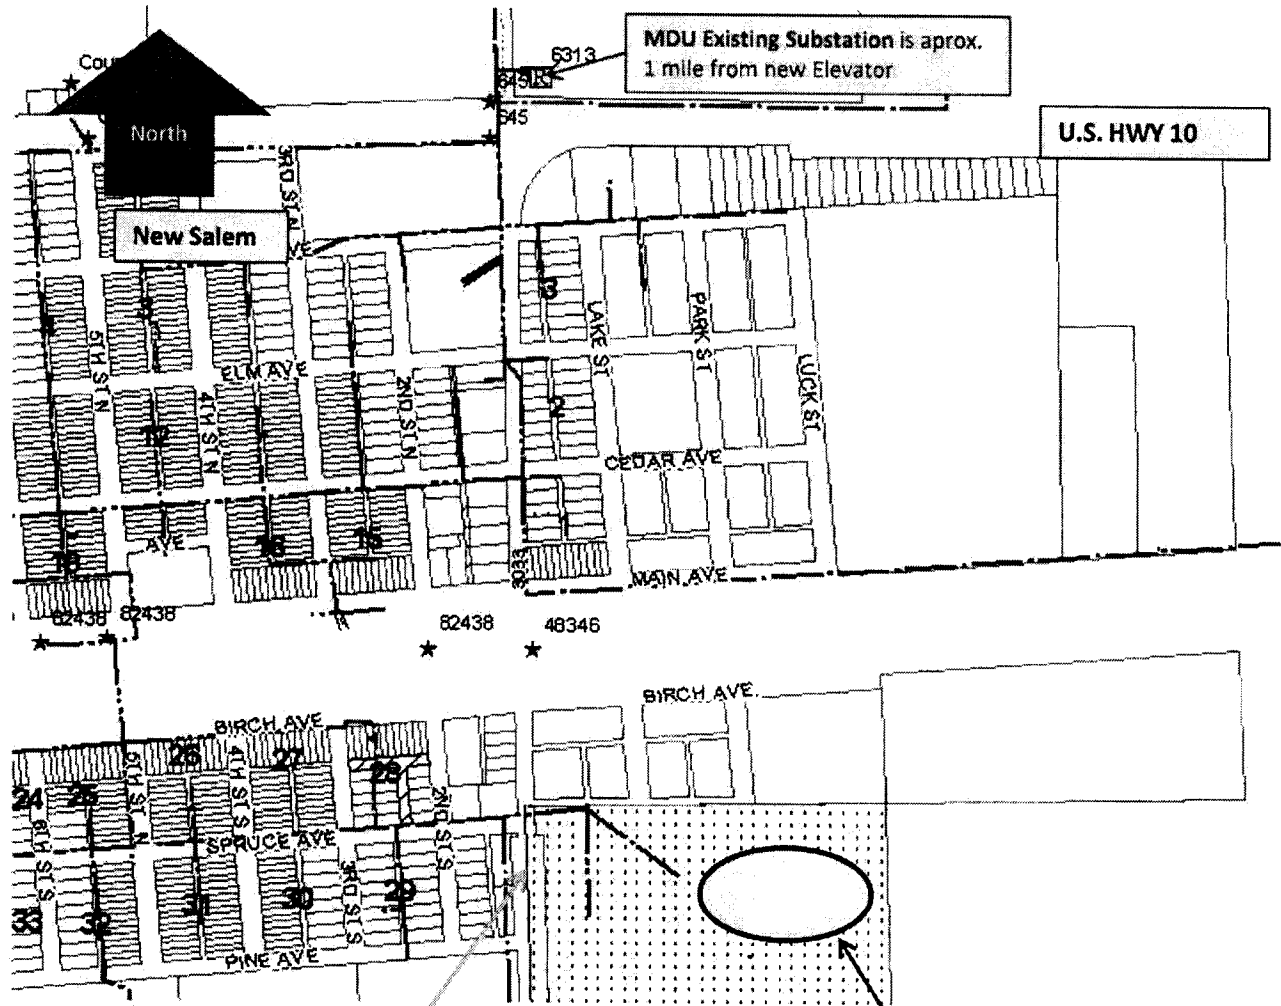 MDU Existing Substation is aprox.
1 mile from new Elevator
6313
645
U.S. HWY 10
North
3RD ST N
New Salem
3
LAKE ST
PARK ST
LUCK ST
5TH ST N
ELM AVE
4TH ST N
2ND ST N
2
12
CEDAR AVE
AVE
16
15
3033
MAIN AVE
82438
82438
82438
48346
BIRCH AVE
BIRCH AVE
26
27
28
24
25
5TH ST N
4TH ST S
2ND ST S
6TH ST S
SPRUCE AVE
3RD ST S
33
32
31
30
29
PINE AVE